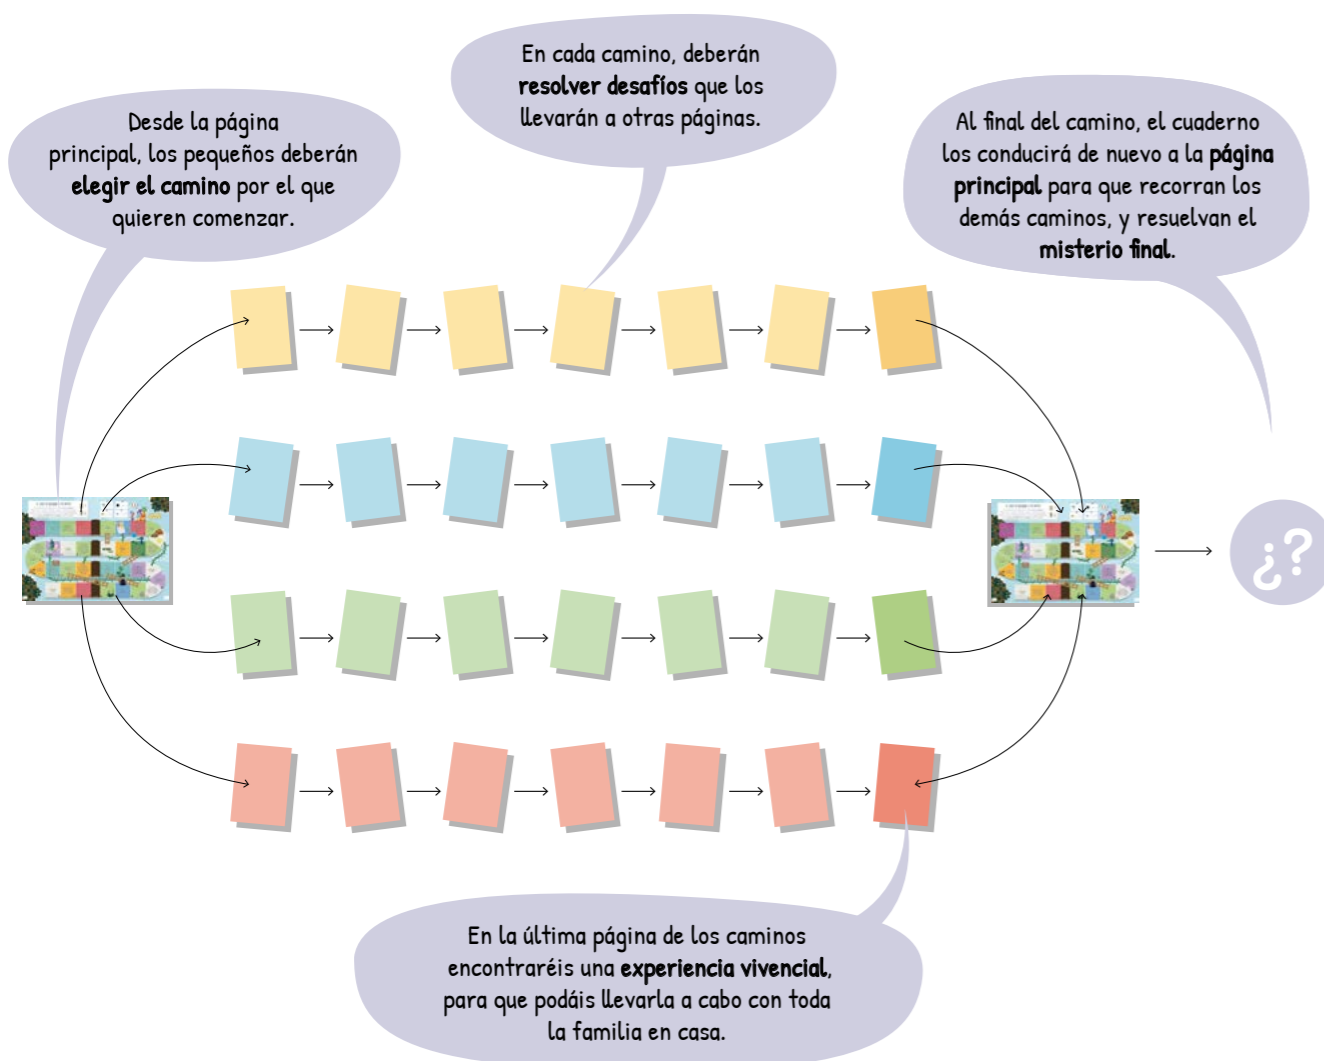 Desde la página
principal, los pequeños deberán
elegir el camino por el que
quieren comenzar.
En cada camino, deberán
resolver desafíos que los
llevarán a otras páginas.
Al final del camino, el cuaderno
los conducirá de nuevo a la página
principal para que recorran los
demás caminos, y resuelvan el
misterio final.
¿?
En la última página de los caminos
encontraréis una experiencia vivencial,
para que podáis llevarla a cabo con toda
la familia en casa.